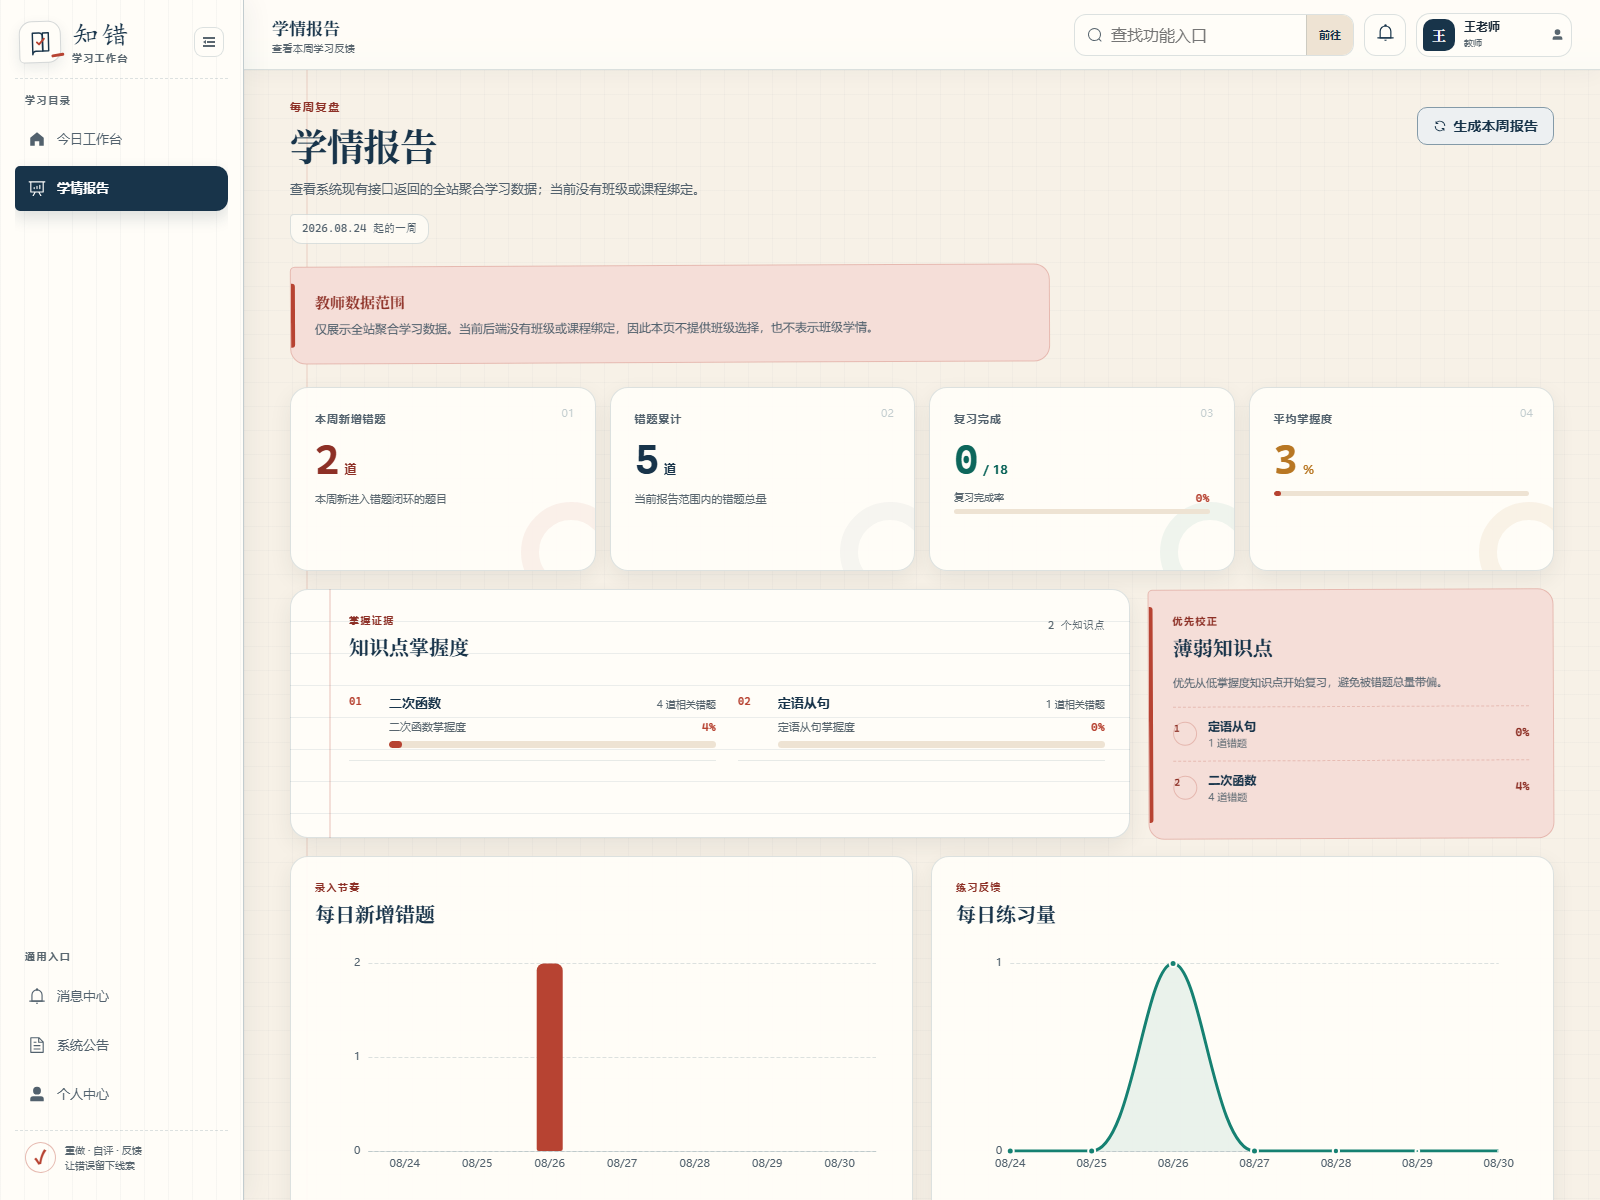 知错
学习工作台
学习目录
今日工作台
学情报告
通用入口
消息中心
系统公告
个人中心
重做 · 自评 · 反馈
让错误留下线索
学情报告
查看本周学习反馈
查找功能入口
前往
王
王老师
教师
每周复盘
学情报告
查看系统现有接口返回的全站聚合学习数据；当前没有班级或课程绑定。
2026.08.24 起的一周
生成本周报告
教师数据范围
仅展示全站聚合学习数据。当前后端没有班级或课程绑定，因此本页不提供班级选择，也不表示班级学情。
本周新增错题
01
2 道
本周新进入错题闭环的题目
错题累计
02
5 道
当前报告范围内的错题总量
复习完成
03
0 / 18
复习完成率
0%
平均掌握度
04
3 %
掌握证据
知识点掌握度
2 个知识点
01
二次函数
4 道相关错题
二次函数掌握度
4%
02
定语从句
1 道相关错题
定语从句掌握度
0%
优先校正
薄弱知识点
优先从低掌握度知识点开始复习，避免被错题总量带偏。
1
定语从句
1 道错题
0%
2
二次函数
4 道错题
4%
录入节奏
每日新增错题
2
1
0
08/24 08/25 08/26 08/27 08/28 08/29 08/30
练习反馈
每日练习量
1
0
08/24 08/25 08/26 08/27 08/28 08/29 08/30